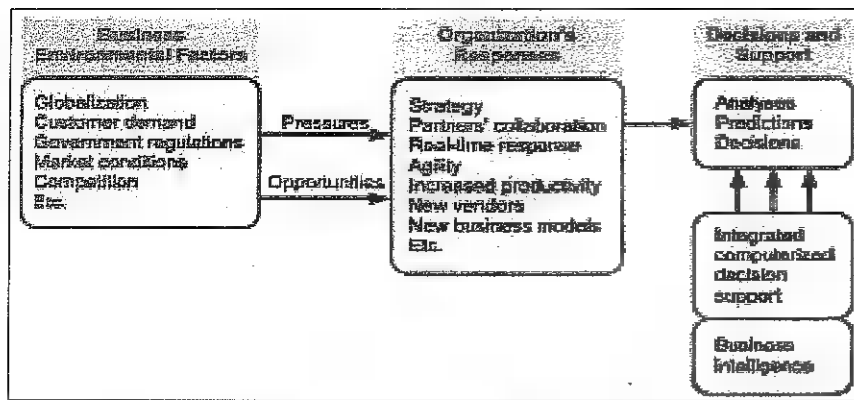 Business
Environmental Factors
Globalization
Customer demand
Government regulations
Market conditions
Competition
Etc.
Pressures
Opportunities
Organization's
Responses
Strategy
Partners' collaboration
Real-time response
Agility
Increased productivity
New vendors
New business models
Etc.
Decisions and
Support
Analyses
Predictions
Decisions
Integrated
computerized
decision
support
Business
Intelligence